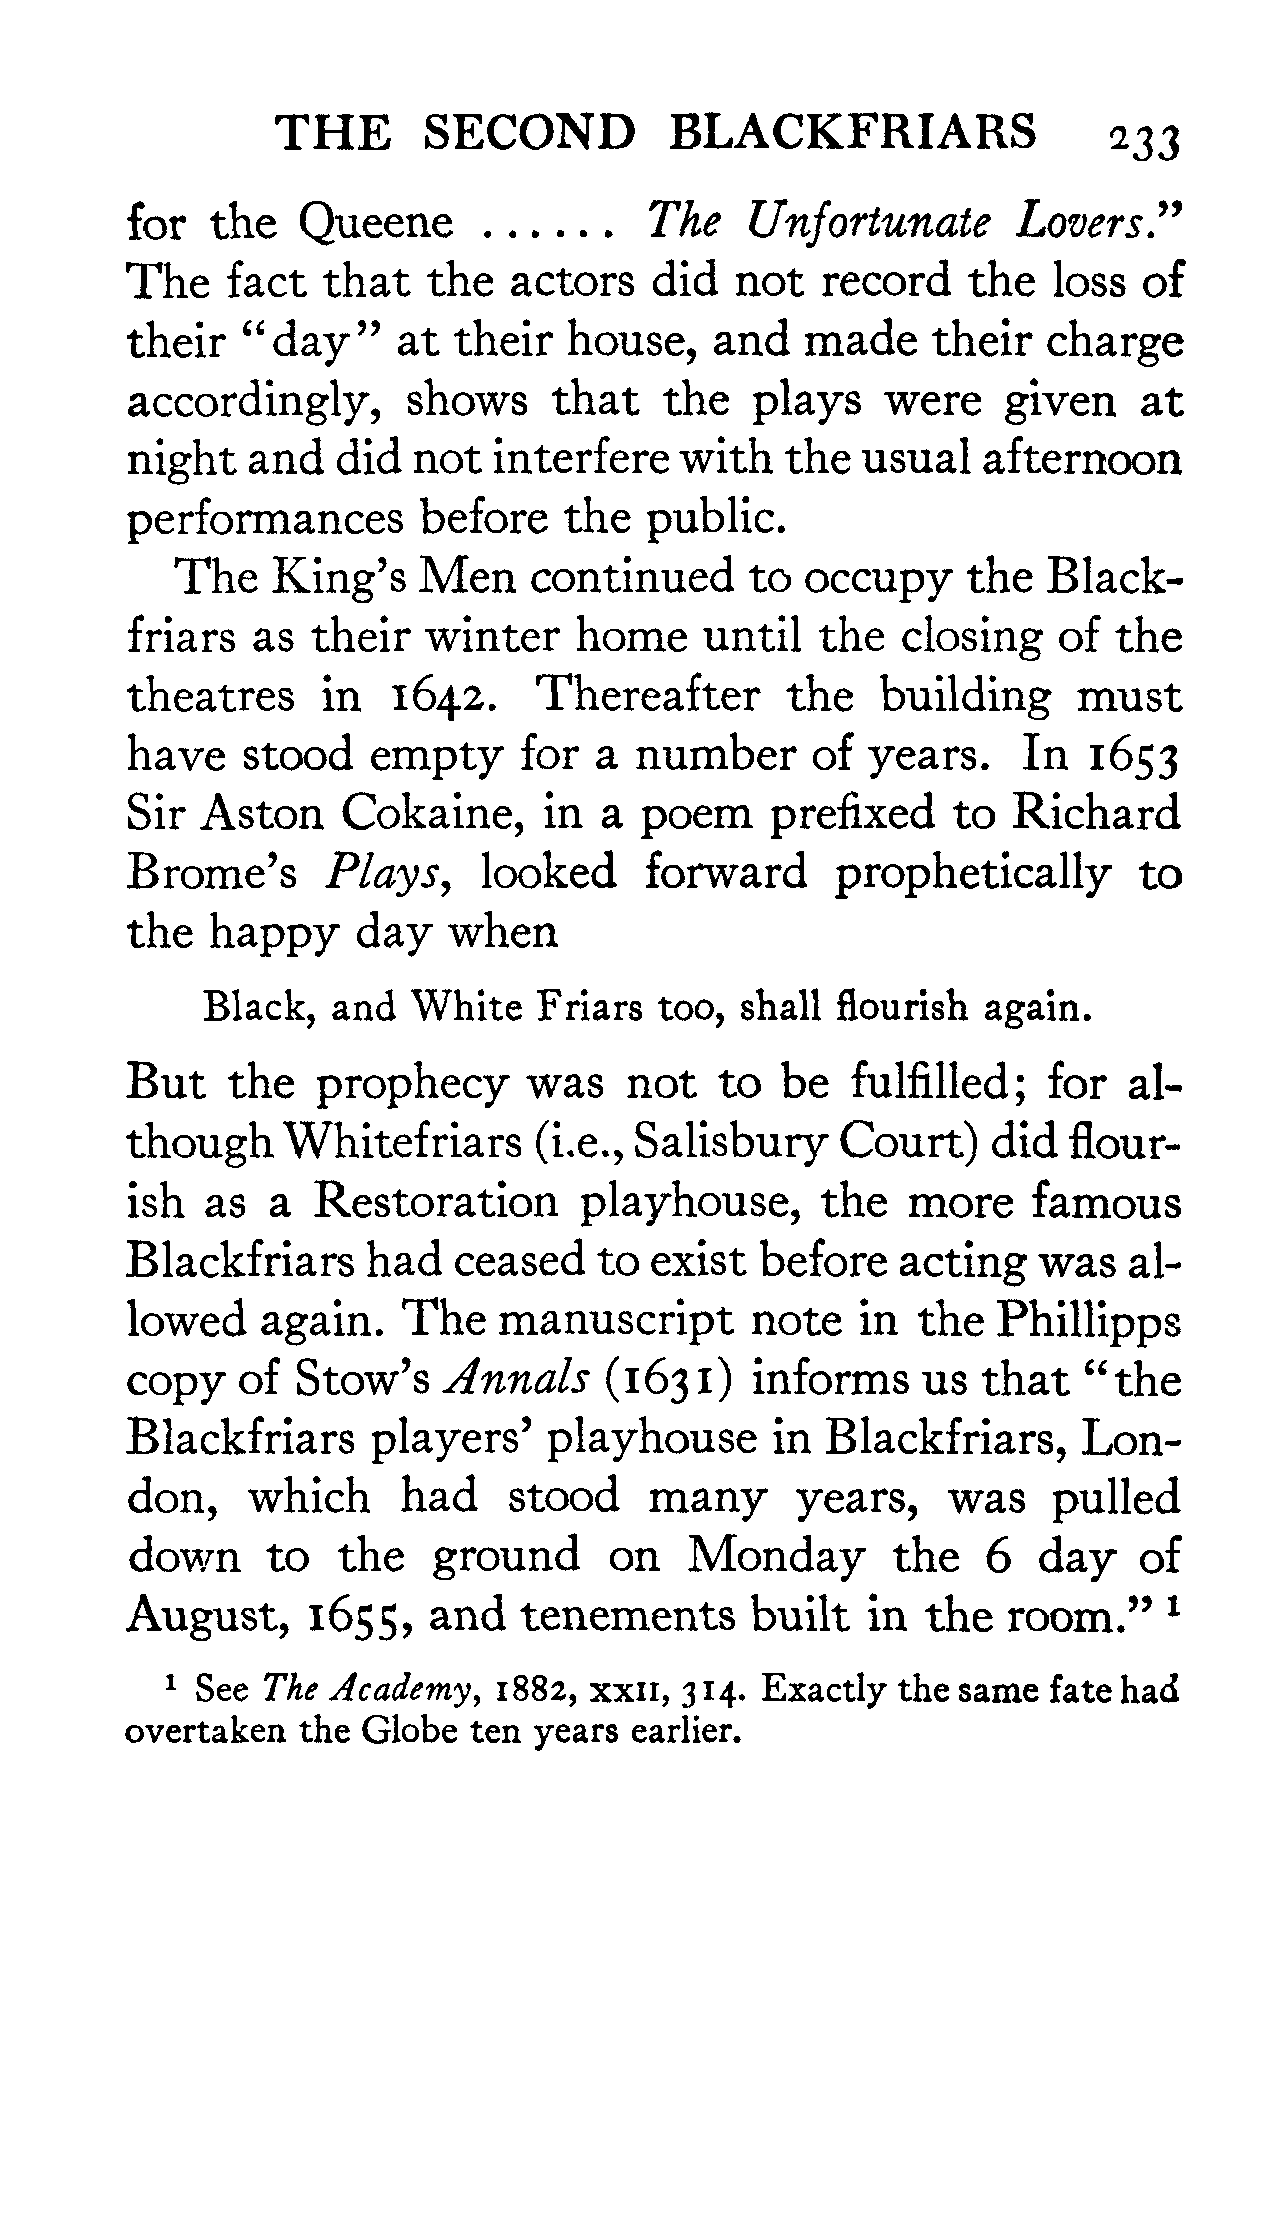 THE SECOND BLACKFRIARS 233
for the Queene . . . . . . The Unfortunate Lovers."
The fact that the actors did not record the loss of
their "day" at their house, and made their charge
accordingly, shows that the plays were given at
night and did not interfere with the usual afternoon
performances before the public.
The King's Men continued to occupy the Black-
friars as their winter home until the closing of the
theatres in 1642. Thereafter the building must
have stood empty for a number of years. In 1653
Sir Aston Cokaine, in a poem prefixed to Richard
Brome's Plays, looked forward prophetically to
the happy day when
Black, and White Friars too, shall flourish again.
But the prophecy was not to be fulfilled; for al-
though Whitefriars (i.e., Salisbury Court) did flour-
ish as a Restoration playhouse, the more famous
Blackfriars had ceased to exist before acting was al-
lowed again. The manuscript note in the Phillipps
copy of Stow's Annals (1631) informs us that "the
Blackfriars players' playhouse in Blackfriars, Lon-
don, which had stood many years, was pulled
down to the ground on Monday the 6 day of
August, 1655, and tenements built in the room." ¹
¹ See The Academy, 1882, XXII, 314. Exactly the same fate had
overtaken the Globe ten years earlier.